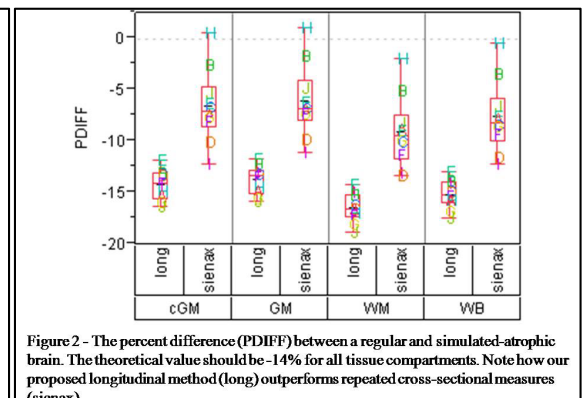 0
-5
PDIFF
-10
-15
-20
long sienax long sienax long sienax long sienax
cGM GM WM WB
Figure 2 - The percent difference (PDIFF) between a regular and simulated-atrophic
brain. The theoretical value should be -14% for all tissue compartments. Note how our
proposed longitudinal method (long) outperforms repeated cross-sectional measures
(sienax)